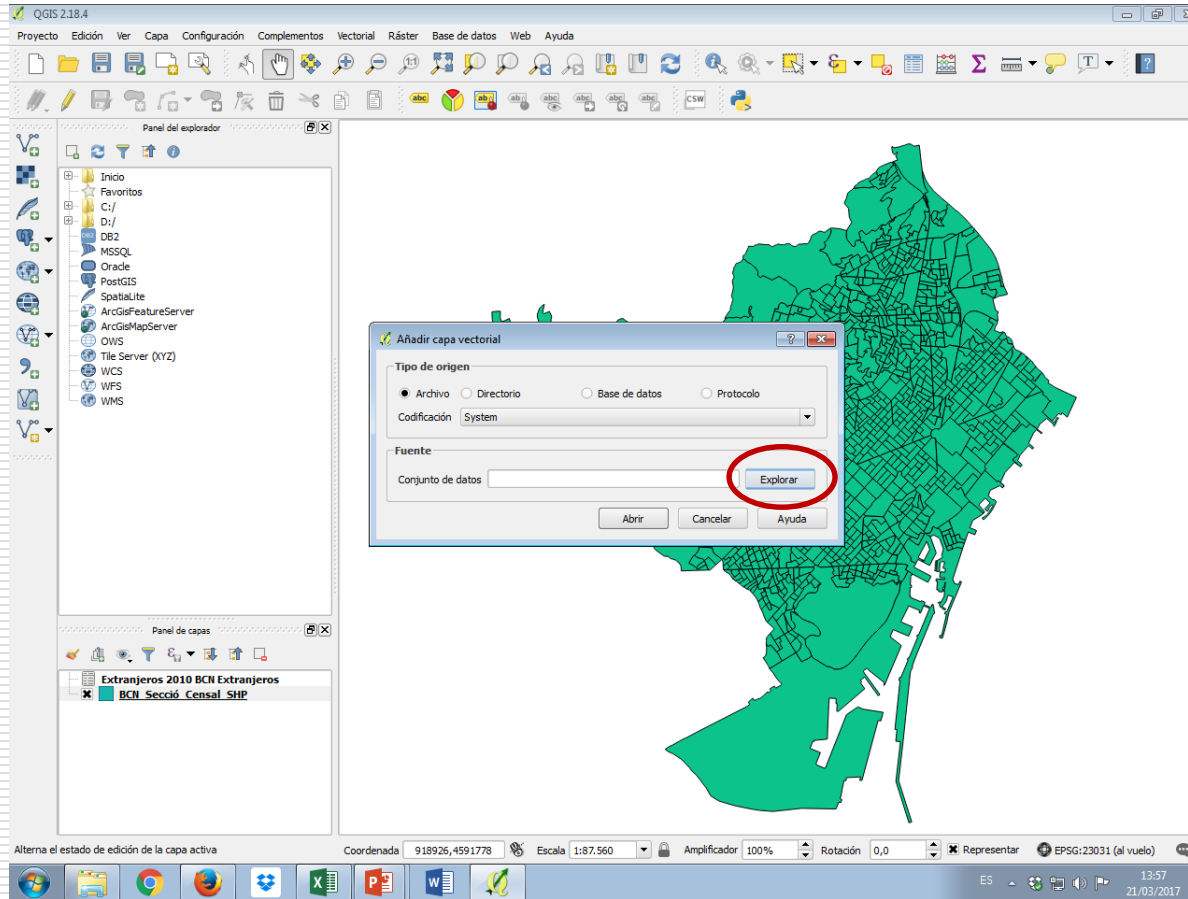 QGIS 2.18.4
Proyecto Edición Ver Capa Configuración Complementos Vectorial Ráster Base de datos Web Ayuda
Panel del explorador
Inicio
Favoritos
C:/
D:/
DB2
MSSQL
Oracle
PostGIS
SpatiaLite
ArcGisFeatureServer
ArcGisMapServer
OWS
Tile Server (XYZ)
WCS
WFS
WMS
Añadir capa vectorial
Tipo de origen
Archivo Directorio Base de datos Protocolo
Codificación System
Fuente
Conjunto de datos Explorar
Abrir Cancelar Ayuda
Panel de capas
Extranjeros 2010 BCN Extranjeros
BCN_Secció_Censal_SHP
Alterna el estado de edición de la capa activa Coordenada 918926,4591778 Escala 1:87.560 Amplificador 100% Rotación 0,0 Representar EPSG:23031 (al vuelo)
ES 13:57
21/03/2017